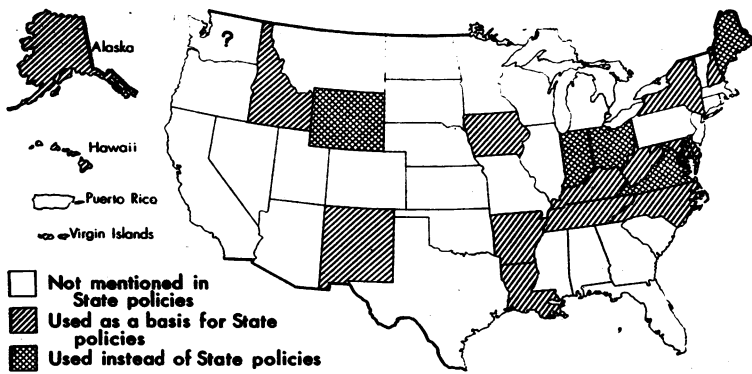 ?
Alaska
Hawaii
Puerto Rico
Virgin Islands
Not mentioned in
State policies
Used as a basis for State
policies
Used instead of State policies